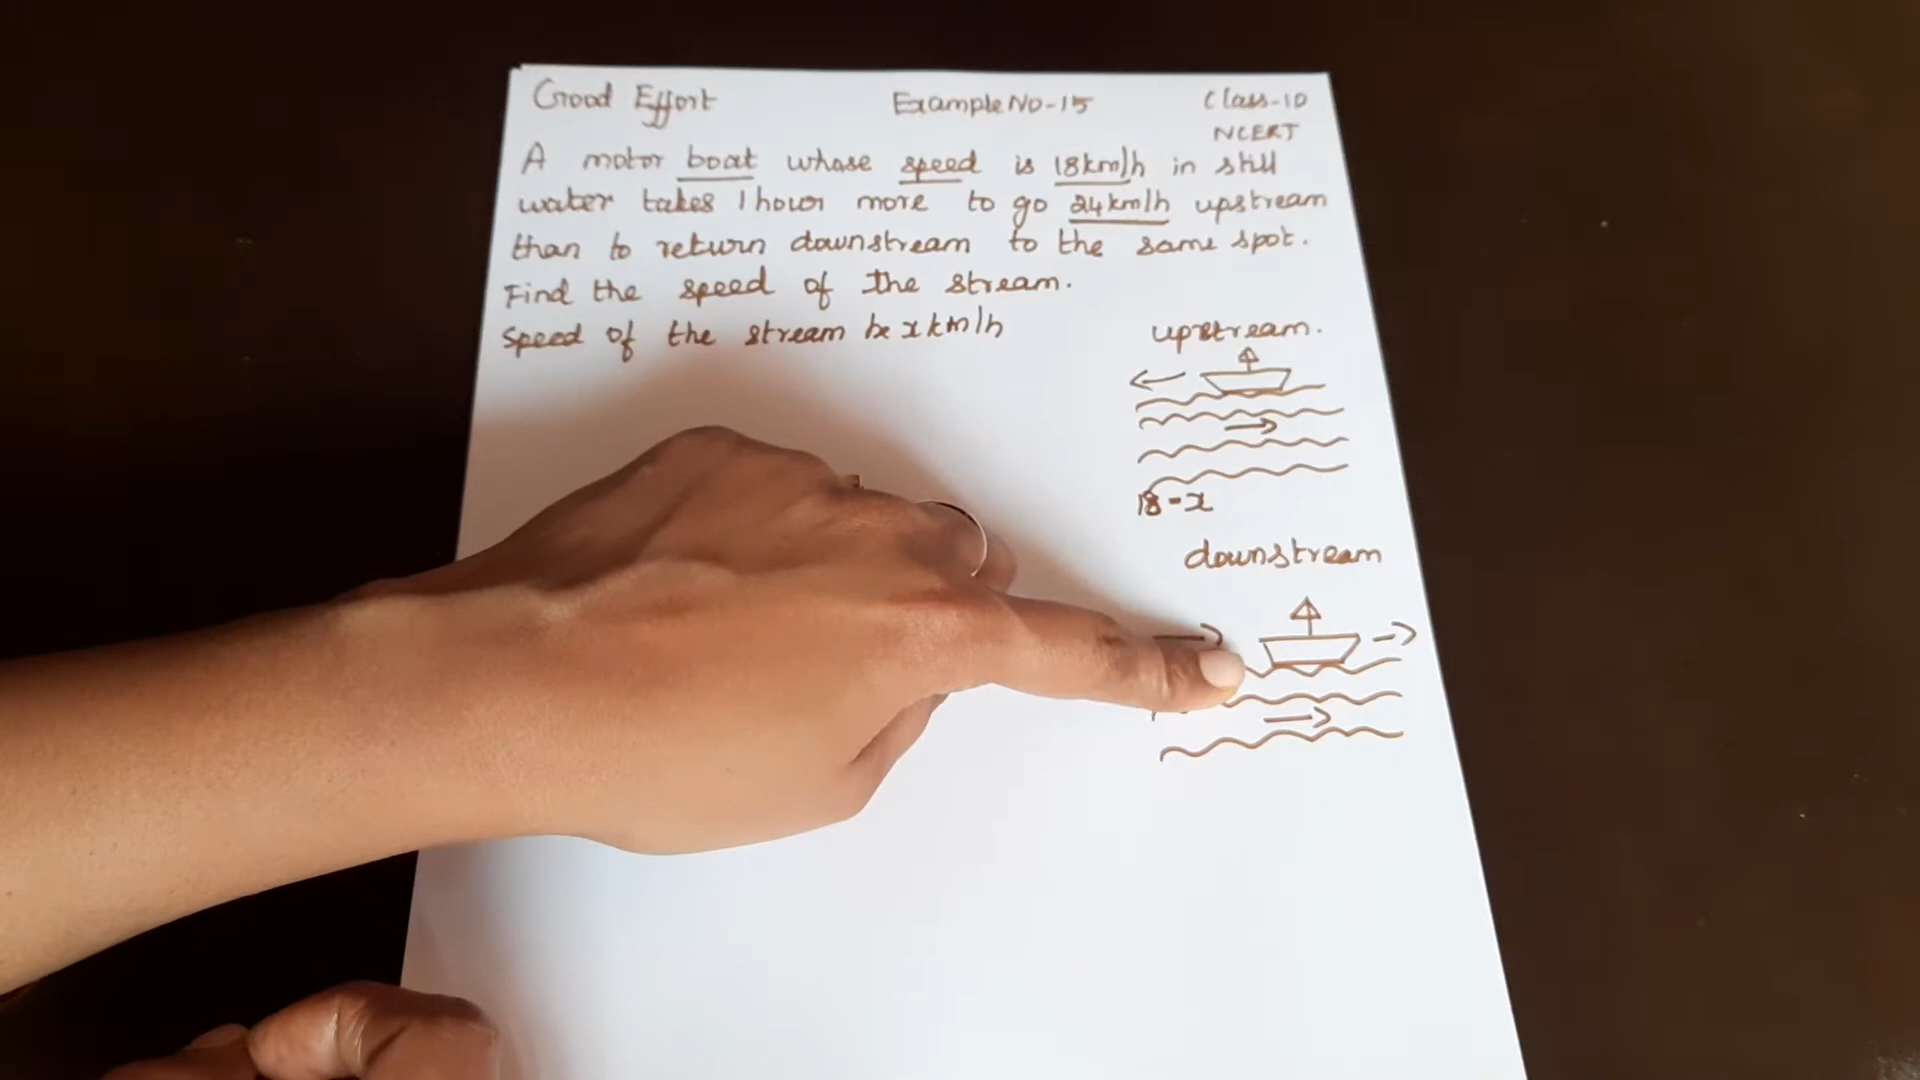 Good Effort Example No-15 Class-10
NCERT
A motor boat whose speed is 18km/h in still
water takes 1 hour more to go 24km/h upstream
than to return downstream to the same spot.
Find the speed of the stream.
Speed of the stream be x km/h
upstream.
18-x
downstream